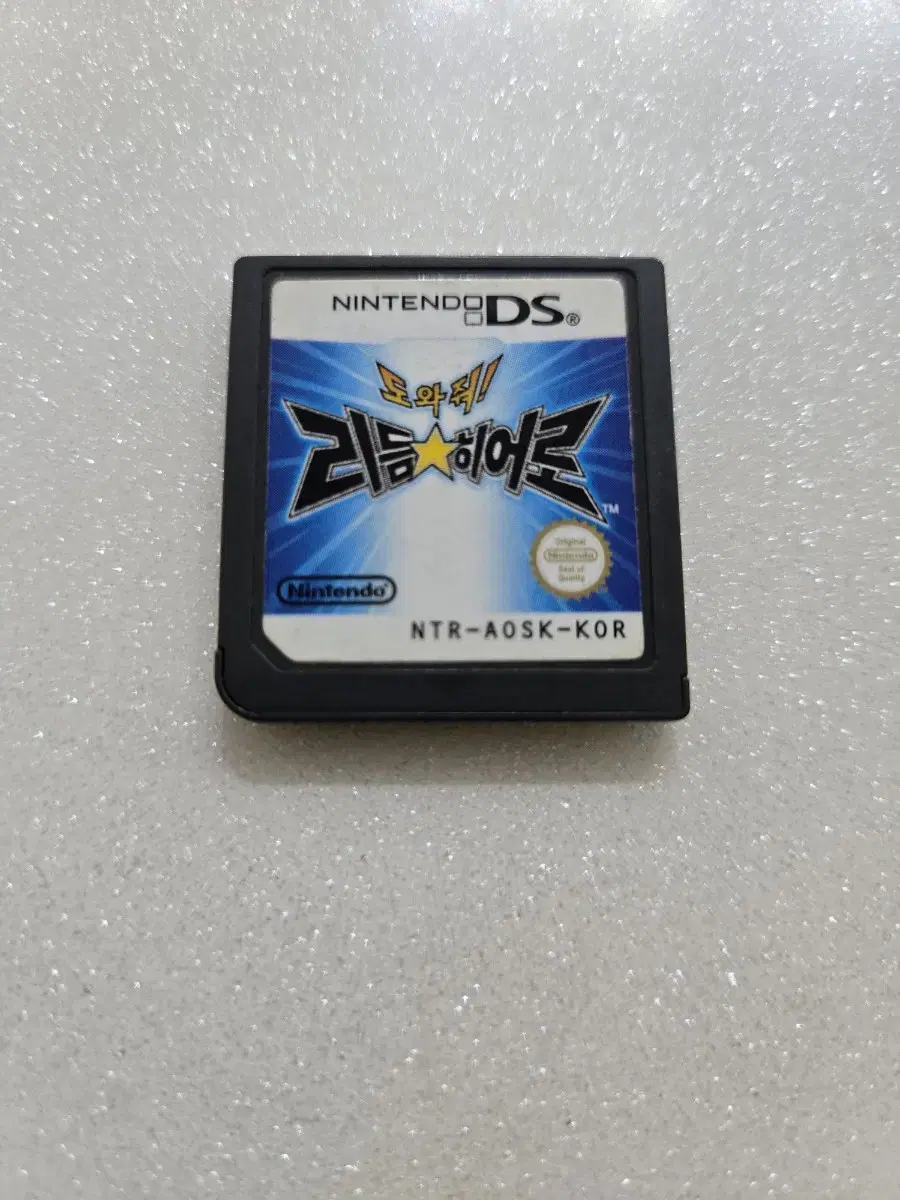 NINTENDO DS®
도와줘!
리듬★히어로
TM
Original
Nintendo
Seal of
Quality
Nintendo®
NTR-AOSK-KOR